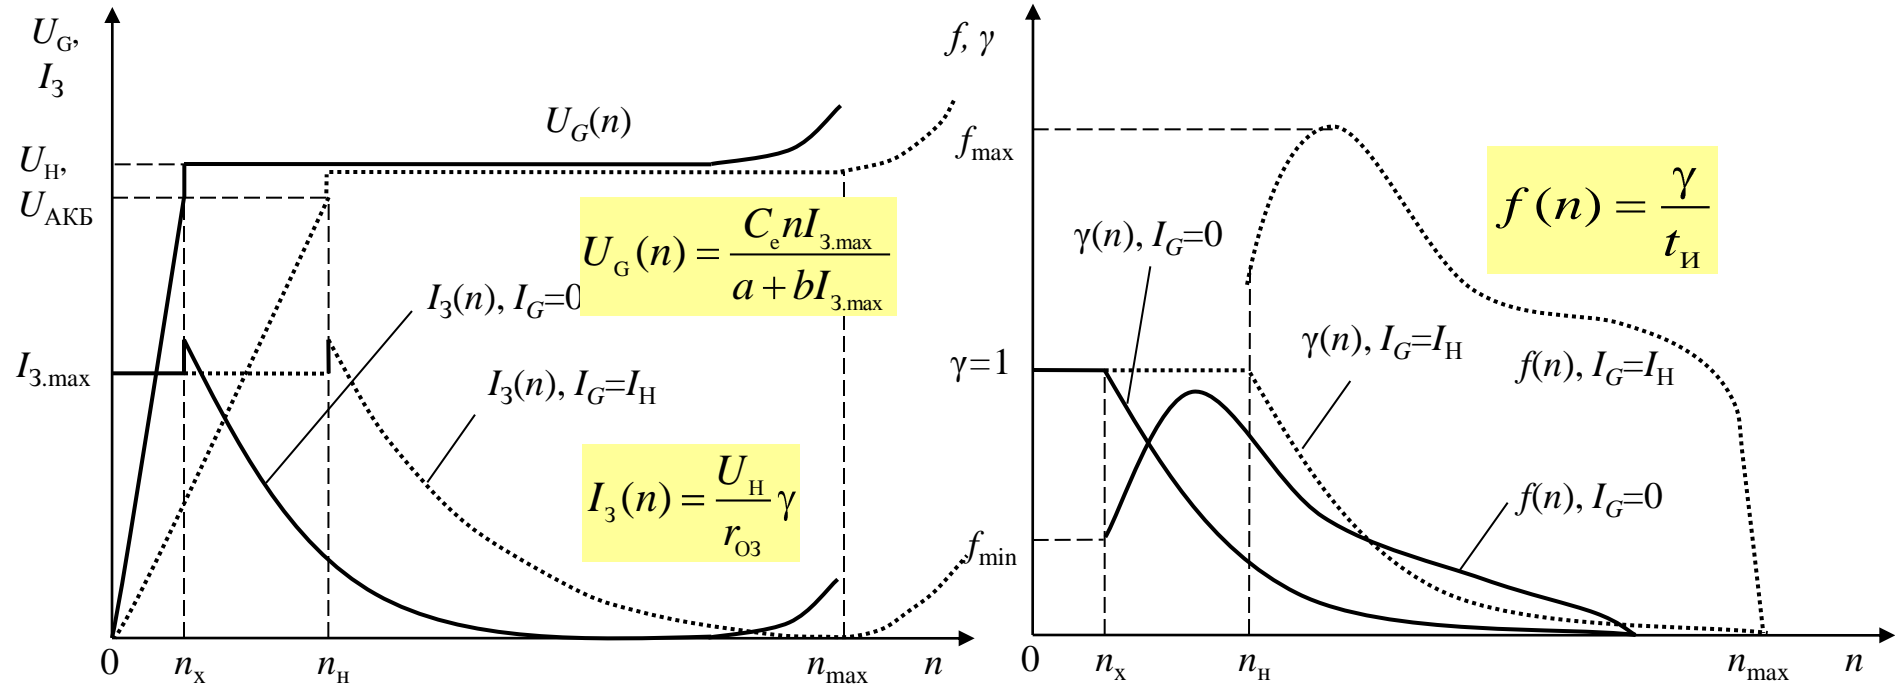 U_G,
I_З
U_G(n)
U_Н,
U_АКБ
U_G(n) = C_e n I_З.max / (a + b I_З.max)
I_З(n), I_G=0
I_З.max
I_З(n), I_G=I_Н
I_З(n) = U_Н / r_ОЗ γ
0
n_х
n_н
n_max
n
f, γ
f_max
f(n) = γ / t_И
γ(n), I_G=0
γ(n), I_G=I_Н
γ=1
f(n), I_G=I_Н
f(n), I_G=0
f_min
0
n_х
n_н
n_max
n